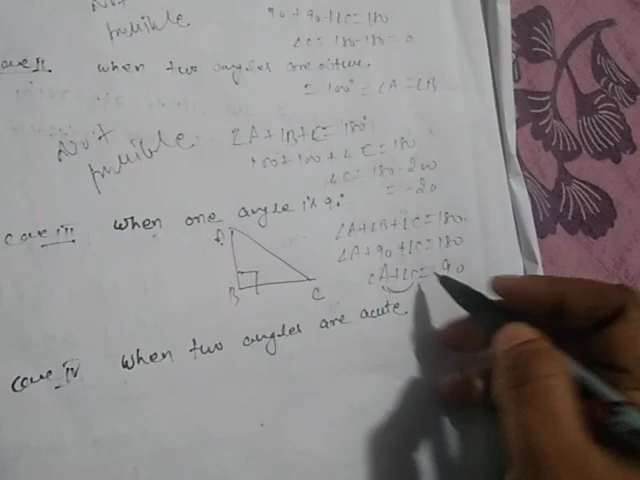 Not
possible
90 + 90 + ∠C = 180
∠C = 180 - 180 = 0
Case II when two angles are obtuse.
= 100° = ∠A = ∠B
Not
possible
∠A + ∠B + ∠C = 180°
100 + 100 + ∠C = 180
∠C = 180 - 200
= -20
Case III when one angle is 90°
∠A + ∠B + ∠C = 180.
∠A + 90 + ∠C = 180
∠A + ∠C = 90
A
B
C
Case IV when two angles are acute.